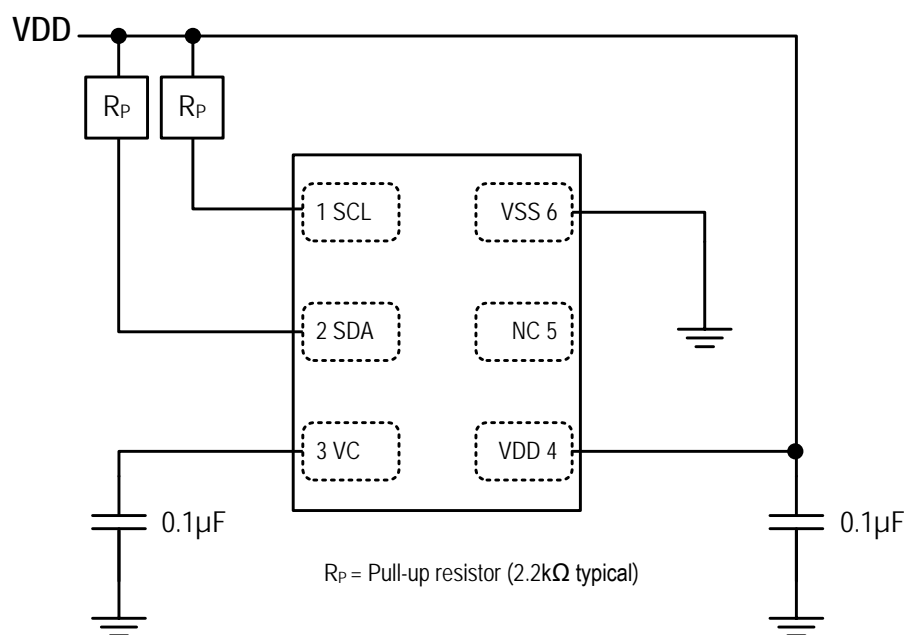 VDD
RP RP
1 SCL VSS 6
2 SDA NC 5
3 VC VDD 4
0.1µF 0.1µF
RP = Pull-up resistor (2.2kΩ typical)